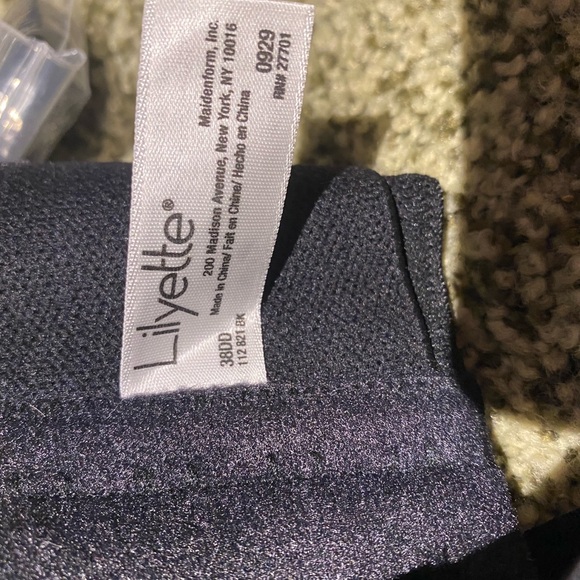 Lilyette®
Maidenform, Inc.
200 Madison Avenue, New York, NY 10016
Made in China/ Fait en Chine/ Hecho en China
38DD 0929
112 821 BK RN# 27701